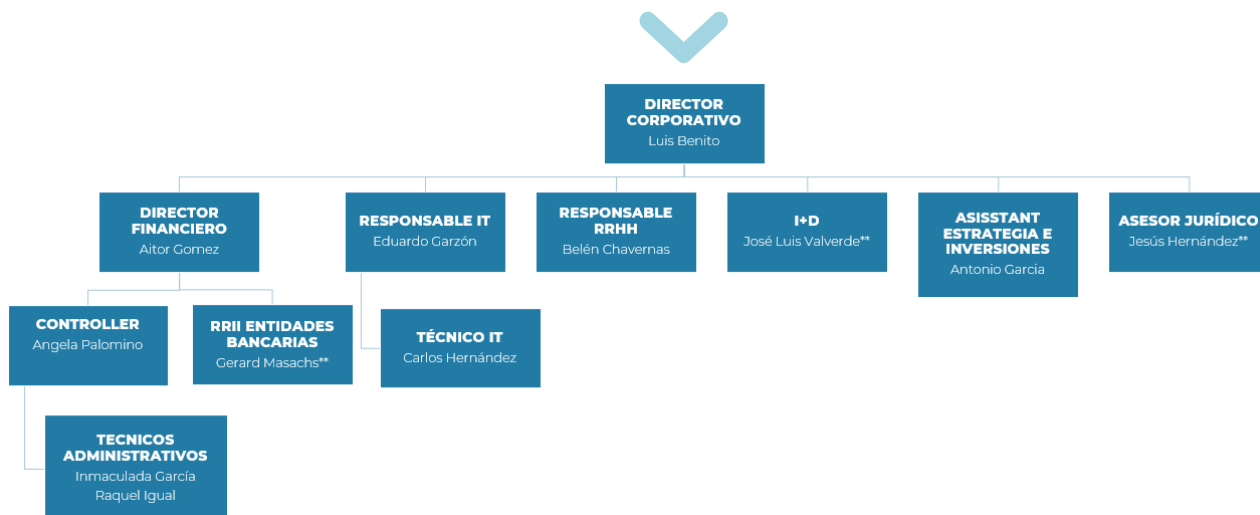 DIRECTOR
CORPORATIVO
Luis Benito
DIRECTOR
FINANCIERO
Aitor Gomez
RESPONSABLE IT
Eduardo Garzón
RESPONSABLE
RRHH
Belén Chavernas
I+D
José Luis Valverde**
ASISSTANT
ESTRATEGIA E
INVERSIONES
Antonio Garcia
ASESOR JURÍDICO
Jesús Hernández**
CONTROLLER
Angela Palomino
RRII ENTIDADES
BANCARIAS
Gerard Masachs**
TÉCNICO IT
Carlos Hernández
TECNICOS
ADMINISTRATIVOS
Inmaculada García
Raquel Igual